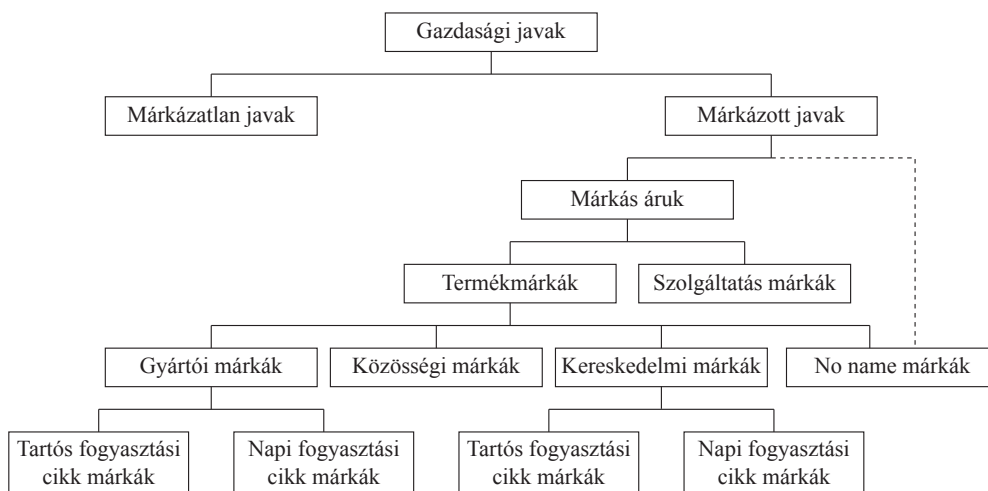 Gazdasági javak
Márkázatlan javak
Márkázott javak
Márkás áruk
Termékmárkák
Szolgáltatás márkák
Gyártói márkák
Közösségi márkák
Kereskedelmi márkák
No name márkák
Tartós fogyasztási
cikk márkák
Napi fogyasztási
cikk márkák
Tartós fogyasztási
cikk márkák
Napi fogyasztási
cikk márkák